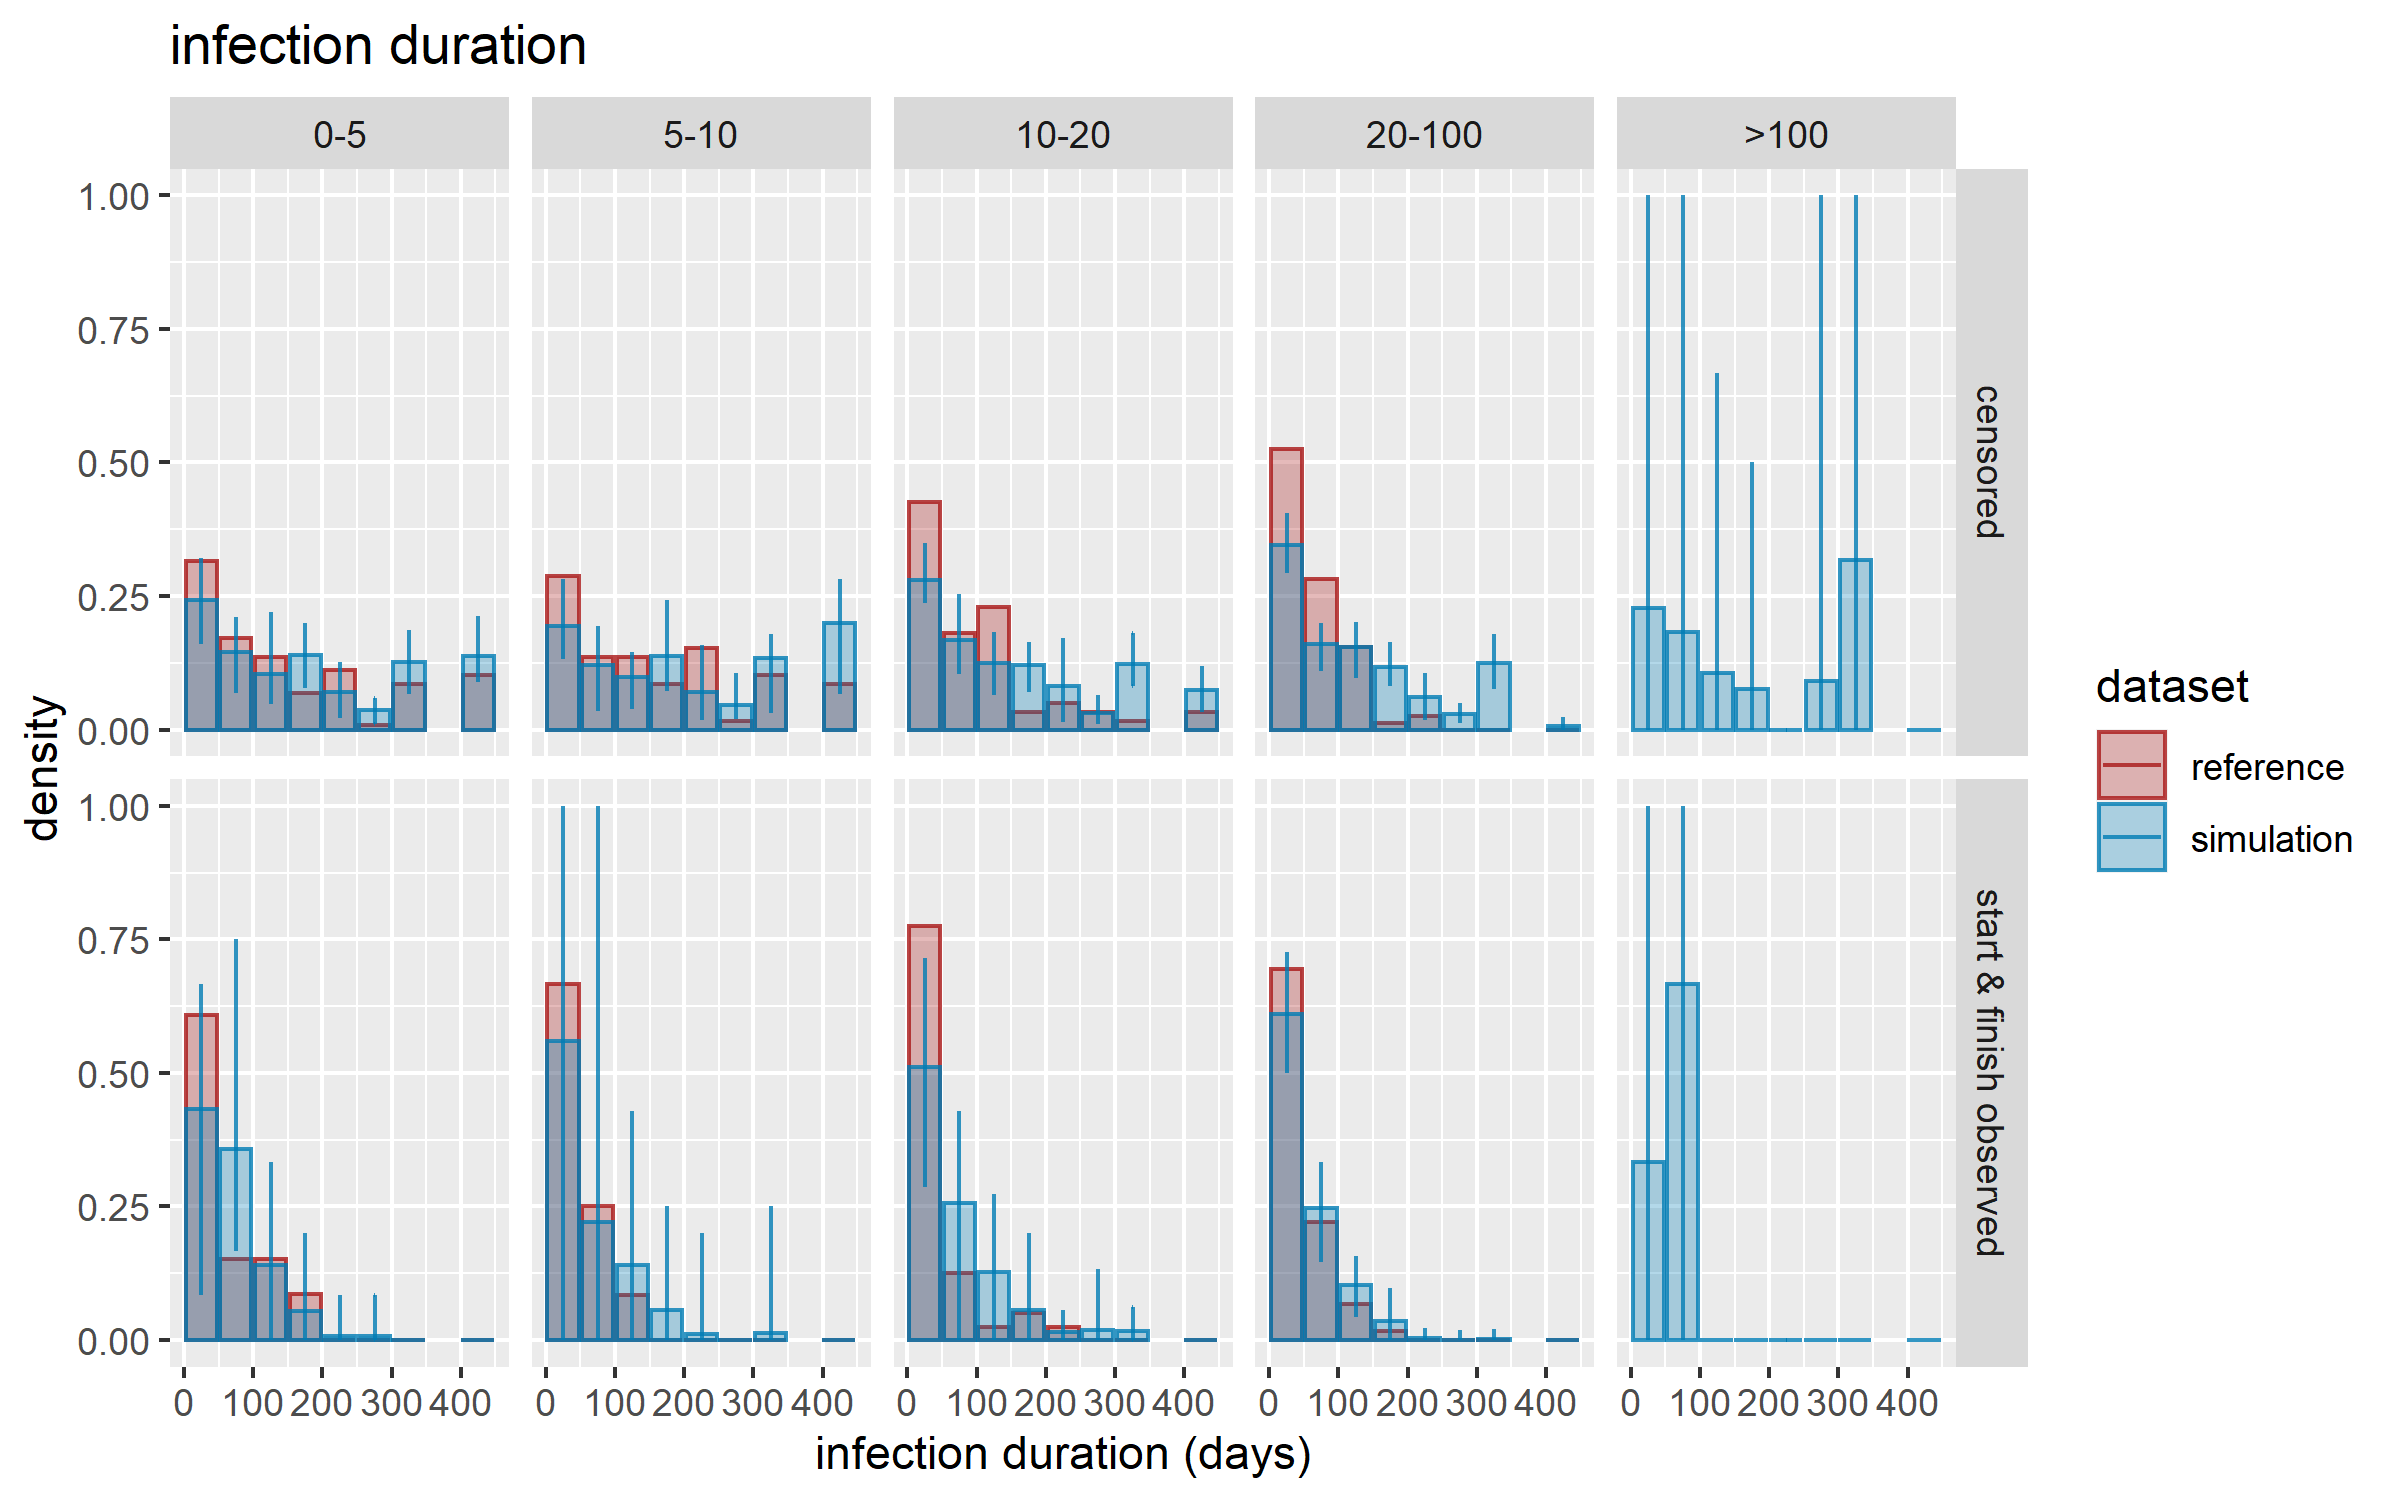 infection duration
0-5 5-10 10-20 20-100 >100
1.00
0.75
0.50
0.25
0.00
censored
1.00
0.75
0.50
0.25
0.00
start & finish observed
density
0 100 200 300 400 0 100 200 300 400 0 100 200 300 400 0 100 200 300 400 0 100 200 300 400
infection duration (days)
dataset
reference
simulation